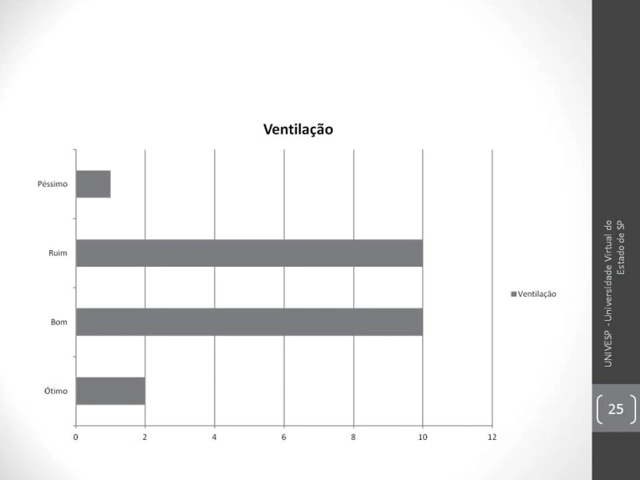 Ventilação
Péssimo
Ruim
Bom
Ótimo
0 2 4 6 8 10 12
Ventilação
UNIVESP - Universidade Virtual do
Estado de SP
25